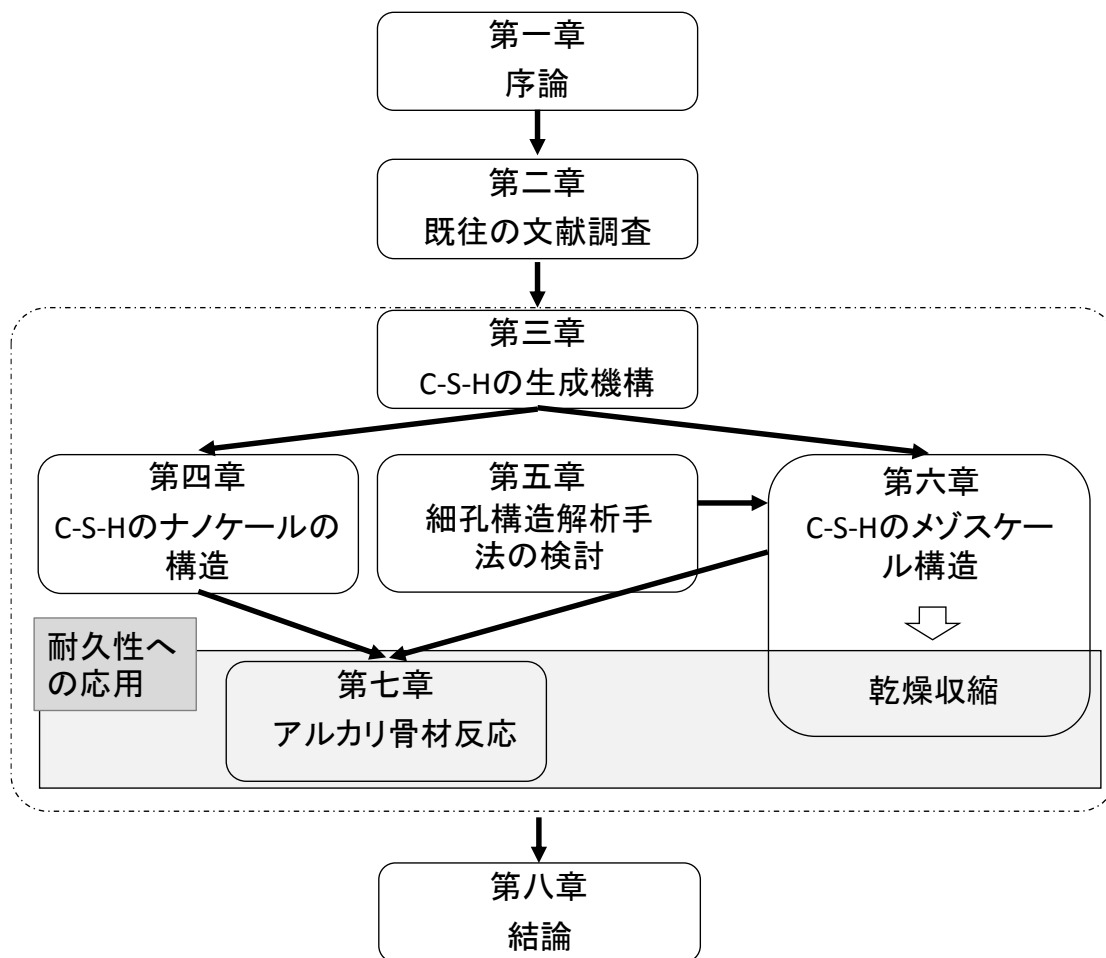 第一章
序論
第二章
既往の文献調査
第三章
C-S-Hの生成機構
第四章
C-S-Hのナノケールの
構造
第五章
細孔構造解析手
法の検討
第六章
C-S-Hのメゾスケー
ル構造
耐久性へ
の応用
第七章
アルカリ骨材反応
乾燥収縮
第八章
結論